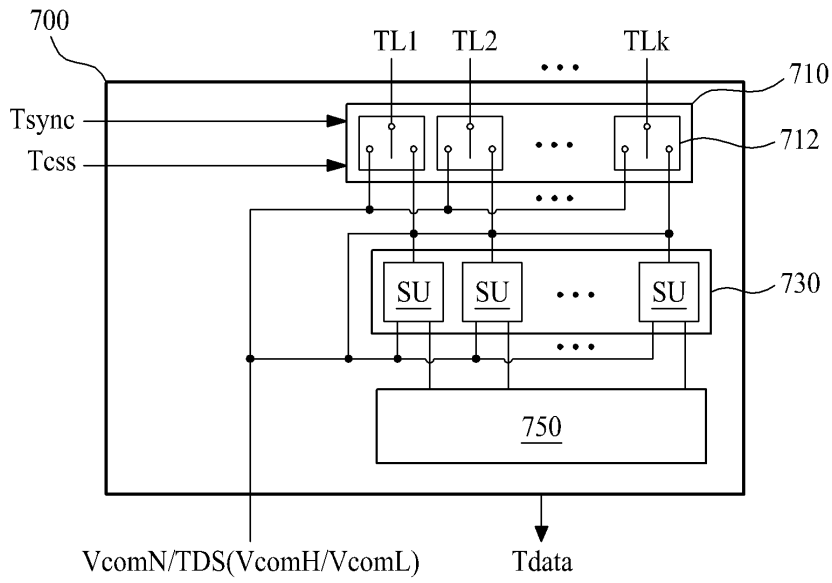 700
TL1 TL2 ••• TLk
710
Tsync
Tcss
••• 712
•••
SU SU ••• SU
730
•••
750
VcomN/TDS(VcomH/VcomL) Tdata